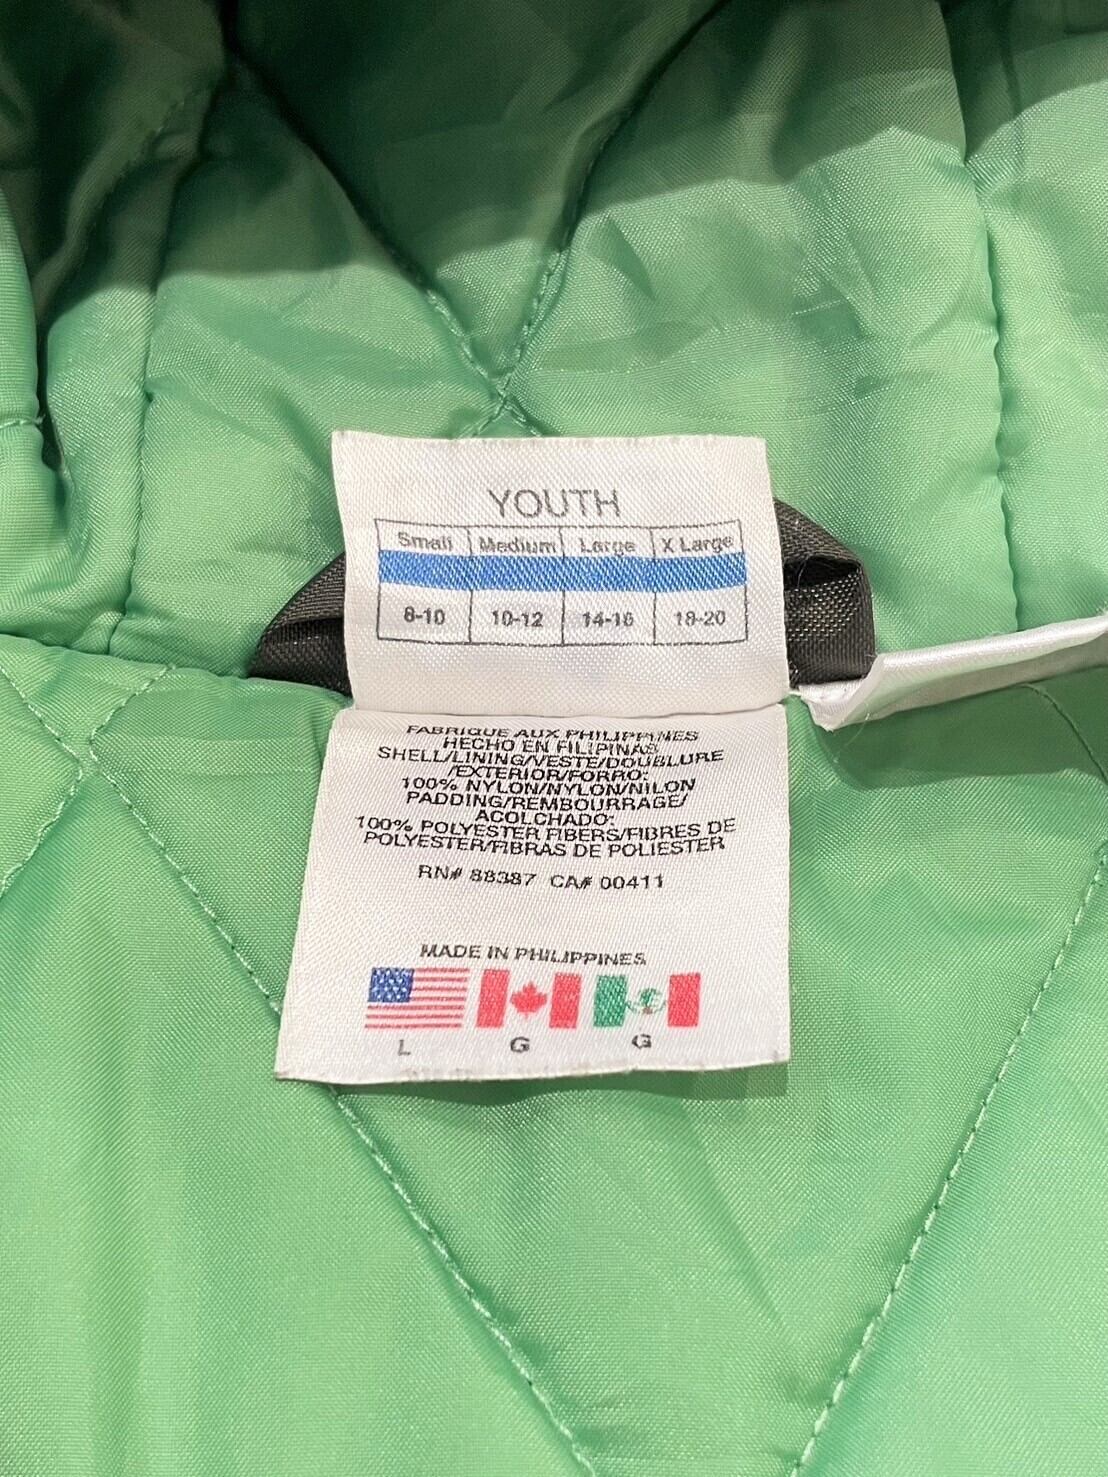 YOUTH
Small Medium Large X Large
8-10 10-12 14-16 18-20
FABRIQUE AUX PHILIPPINES
HECHO EN FILIPINAS
SHELL/LINING/VESTE/DOUBLURE
/EXTERIOR/FORRO:
100% NYLON/NYLON/NILON
PADDING/REMBOURRAGE/
ACOLCHADO:
100% POLYESTER FIBERS/FIBRES DE
POLYESTER/FIBRAS DE POLIESTER
RN# 88387 CA# 00411
MADE IN PHILIPPINES
L G G